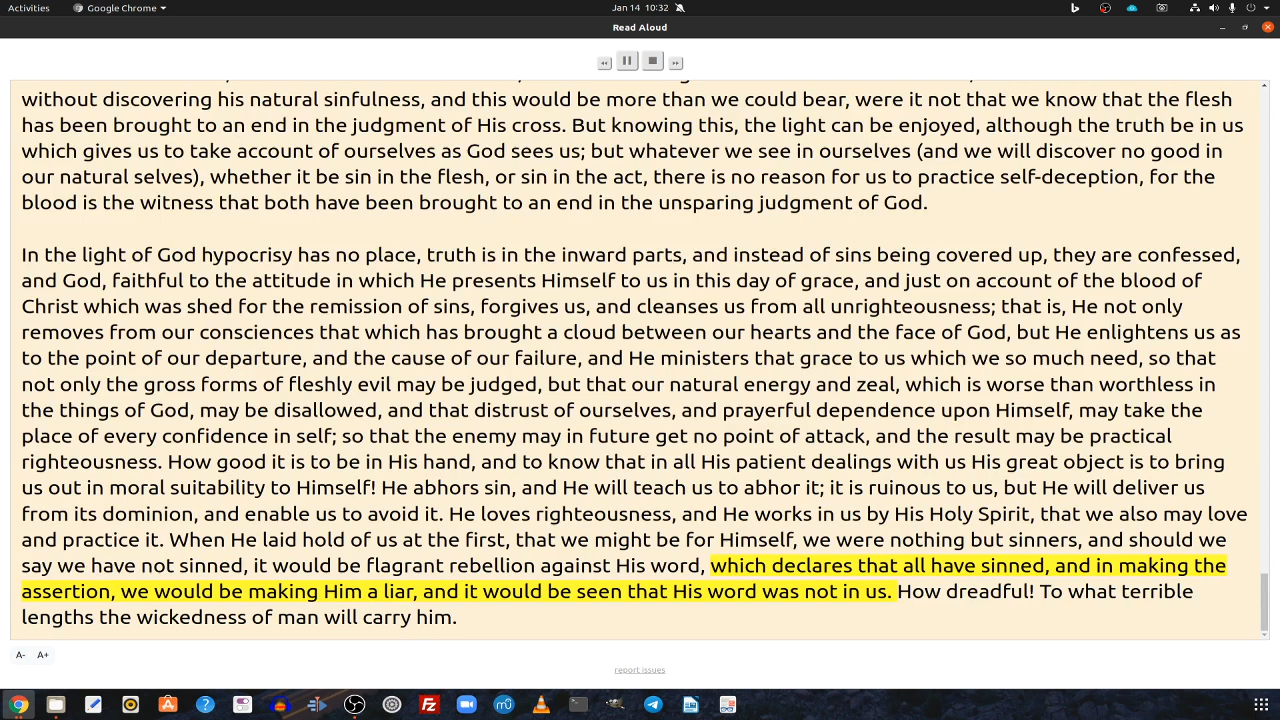 Activities
Google Chrome
Jan 14 10:32
Read Aloud
without discovering his natural sinfulness, and this would be more than we could bear, were it not that we know that the flesh
has been brought to an end in the judgment of His cross. But knowing this, the light can be enjoyed, although the truth be in us
which gives us to take account of ourselves as God sees us; but whatever we see in ourselves (and we will discover no good in
our natural selves), whether it be sin in the flesh, or sin in the act, there is no reason for us to practice self-deception, for the
blood is the witness that both have been brought to an end in the unsparing judgment of God.
In the light of God hypocrisy has no place, truth is in the inward parts, and instead of sins being covered up, they are confessed,
and God, faithful to the attitude in which He presents Himself to us in this day of grace, and just on account of the blood of
Christ which was shed for the remission of sins, forgives us, and cleanses us from all unrighteousness; that is, He not only
removes from our consciences that which has brought a cloud between our hearts and the face of God, but He enlightens us as
to the point of our departure, and the cause of our failure, and He ministers that grace to us which we so much need, so that
not only the gross forms of fleshly evil may be judged, but that our natural energy and zeal, which is worse than worthless in
the things of God, may be disallowed, and that distrust of ourselves, and prayerful dependence upon Himself, may take the
place of every confidence in self; so that the enemy may in future get no point of attack, and the result may be practical
righteousness. How good it is to be in His hand, and to know that in all His patient dealings with us His great object is to bring
us out in moral suitability to Himself! He abhors sin, and He will teach us to abhor it; it is ruinous to us, but He will deliver us
from its dominion, and enable us to avoid it. He loves righteousness, and He works in us by His Holy Spirit, that we also may love
and practice it. When He laid hold of us at the first, that we might be for Himself, we were nothing but sinners, and should we
say we have not sinned, it would be flagrant rebellion against His word, which declares that all have sinned, and in making the
assertion, we would be making Him a liar, and it would be seen that His word was not in us. How dreadful! To what terrible
lengths the wickedness of man will carry him.
A- A+
report issues